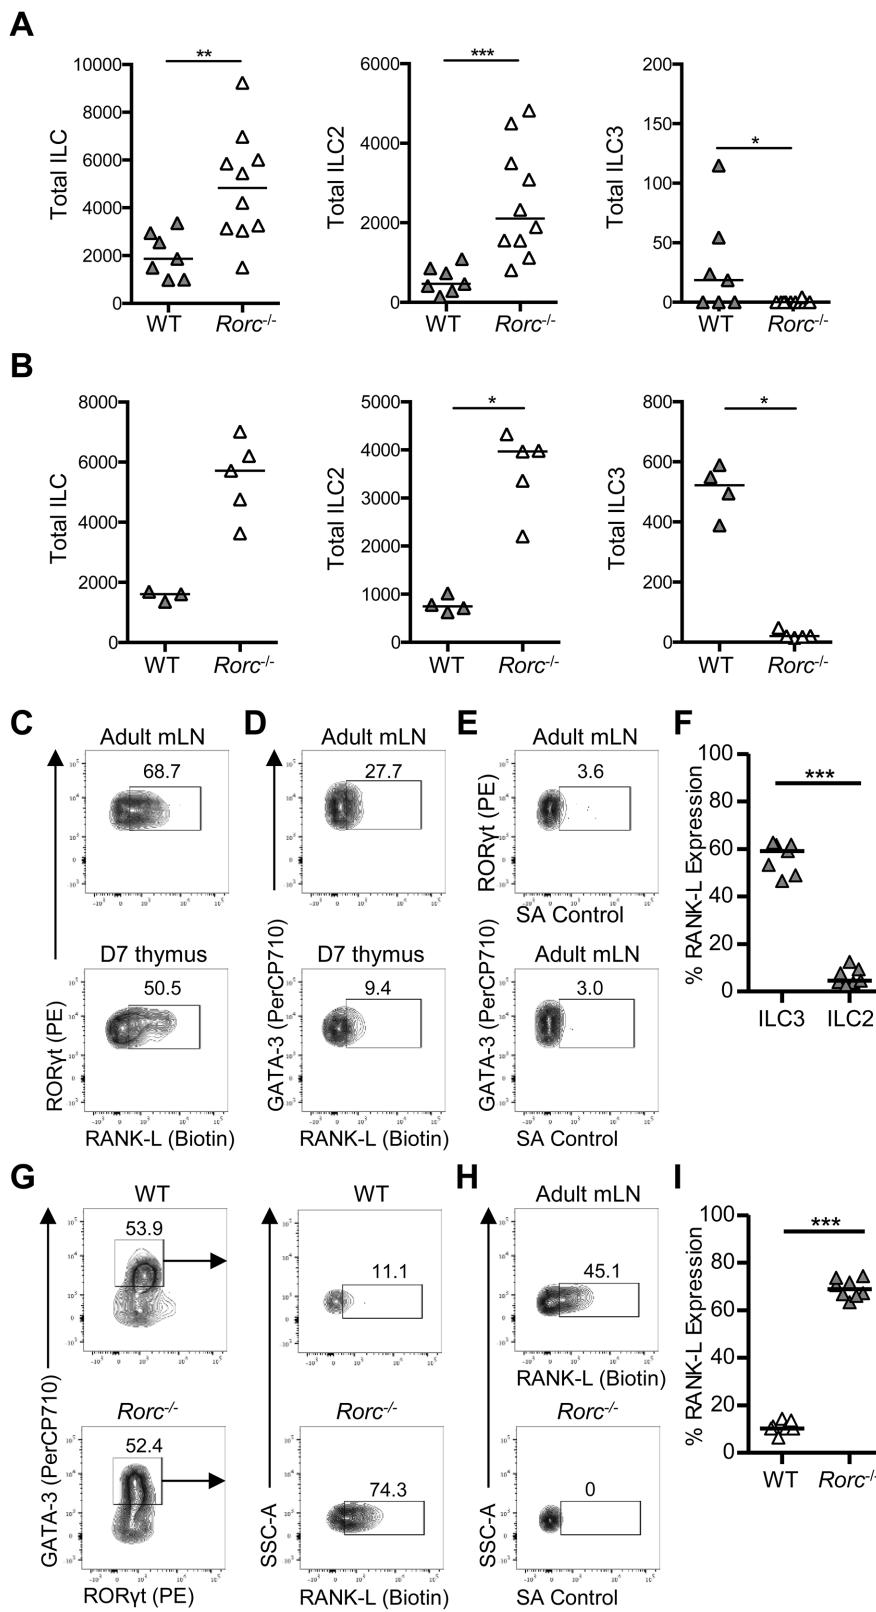 A
**
***
*
10000
8000
6000
4000
2000
0
Total ILC
WT
Rorc-/-
6000
4000
2000
0
Total ILC2
WT
Rorc-/-
200
150
100
50
0
Total ILC3
WT
Rorc-/-
B
*
*
8000
6000
4000
2000
0
Total ILC
WT
Rorc-/-
5000
4000
3000
2000
1000
0
Total ILC2
WT
Rorc-/-
800
600
400
200
0
Total ILC3
WT
Rorc-/-
C
Adult mLN
68.7
D7 thymus
50.5
RORγt (PE)
RANK-L (Biotin)
D
Adult mLN
27.7
9.4
GATA-3 (PerCP710)
RANK-L (Biotin)
E
Adult mLN
3.6
RORγt (PE)
SA Control
Adult mLN
3.0
GATA-3 (PerCP710)
SA Control
F
***
100
80
60
40
20
0
% RANK-L Expression
ILC3
ILC2
G
WT
53.9
Rorc-/-
52.4
GATA-3 (PerCP710)
RORγt (PE)
WT
11.1
Rorc-/-
74.3
SSC-A
RANK-L (Biotin)
H
Adult mLN
45.1
RANK-L (Biotin)
Rorc-/-
0
SSC-A
SA Control
I
***
100
80
60
40
20
0
% RANK-L Expression
WT
Rorc-/-